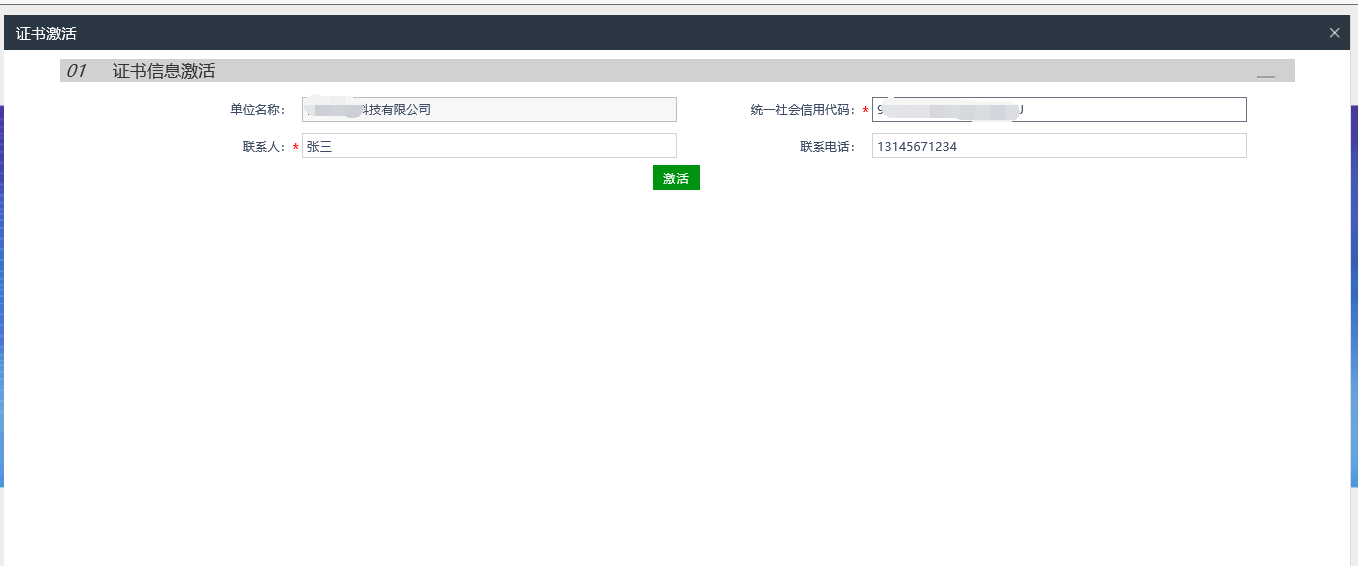 证书激活
01 证书信息激活
单位名称： 科技有限公司 统一社会信用代码：* 9 U
联系人：* 张三 联系电话： 13145671234
激活